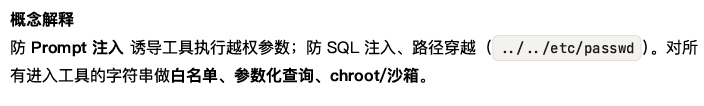 概念解释
防 Prompt 注入 诱导工具执行越权参数；防 SQL 注入、路径穿越（../../etc/passwd）。对所
有进入工具的字符串做白名单、参数化查询、chroot/沙箱。